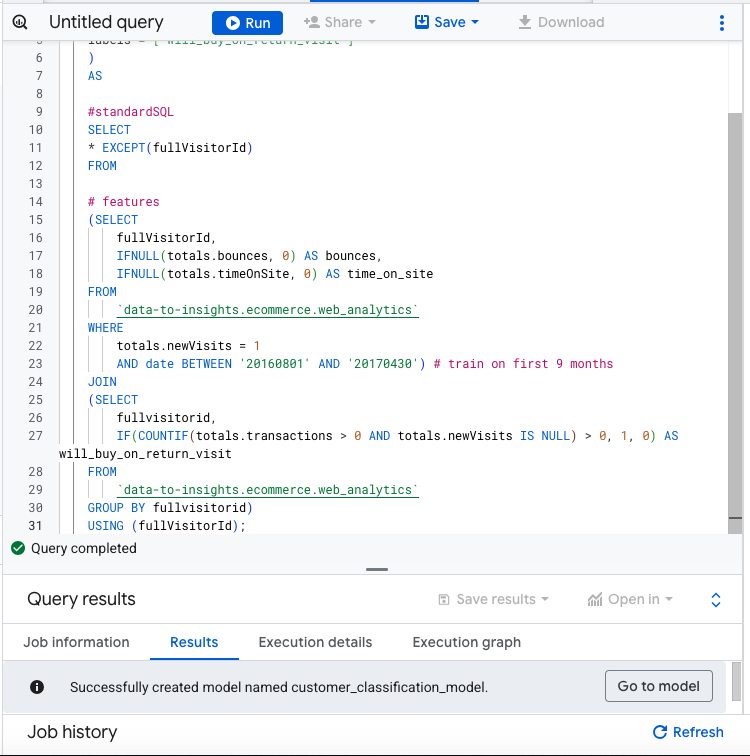 Untitled query
Run
Share
Save
Download
5 labels = ['will_buy_on_return_visit']
6 )
7 AS
8
9 #standardSQL
10 SELECT
11 * EXCEPT(fullVisitorId)
12 FROM
13
14 # features
15 (SELECT
16 fullVisitorId,
17 IFNULL(totals.bounces, 0) AS bounces,
18 IFNULL(totals.timeOnSite, 0) AS time_on_site
19 FROM
20 `data-to-insights.ecommerce.web_analytics`
21 WHERE
22 totals.newVisits = 1
23 AND date BETWEEN '20160801' AND '20170430') # train on first 9 months
24 JOIN
25 (SELECT
26 fullvisitorid,
27 IF(COUNTIF(totals.transactions > 0 AND totals.newVisits IS NULL) > 0, 1, 0) AS
will_buy_on_return_visit
28 FROM
29 `data-to-insights.ecommerce.web_analytics`
30 GROUP BY fullvisitorid)
31 USING (fullVisitorId);
Query completed
Query results
Save results
Open in
Job information
Results
Execution details
Execution graph
Successfully created model named customer_classification_model.
Go to model
Job history
Refresh